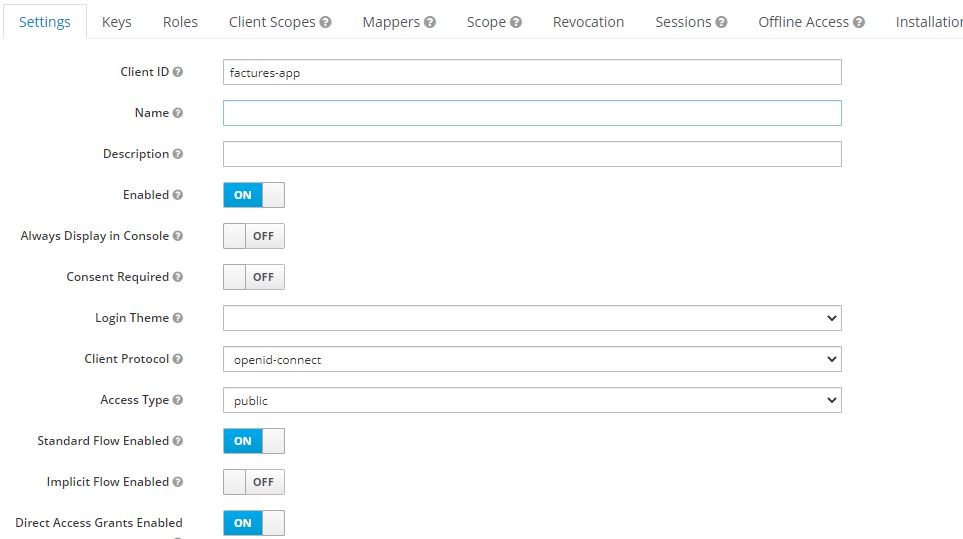 Settings Keys Roles Client Scopes Mappers Scope Revocation Sessions Offline Access Installation
Client ID factures-app
Name
Description
Enabled ON
Always Display in Console OFF
Consent Required OFF
Login Theme
Client Protocol openid-connect
Access Type public
Standard Flow Enabled ON
Implicit Flow Enabled OFF
Direct Access Grants Enabled ON